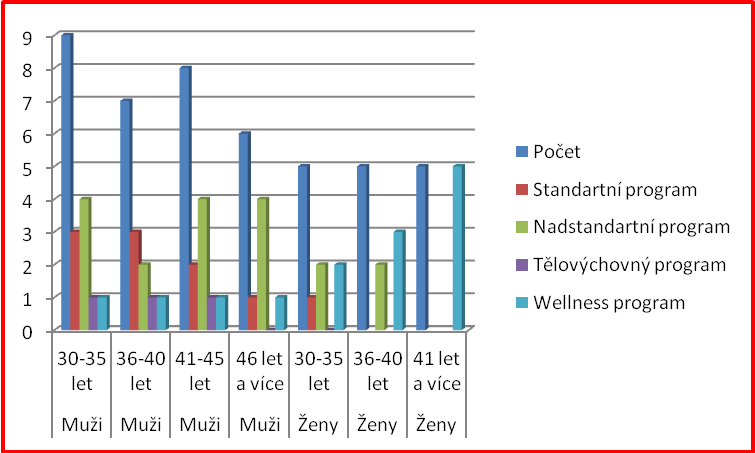 9
8
7
6
5
4
3
2
1
0
30-35 36-40 41-45 46 let 30-35 36-40 41 let
let let let a více let let a více
Muži Muži Muži Muži Ženy Ženy Ženy
Počet
Standartní program
Nadstandartní program
Tělovýchovný program
Wellness program